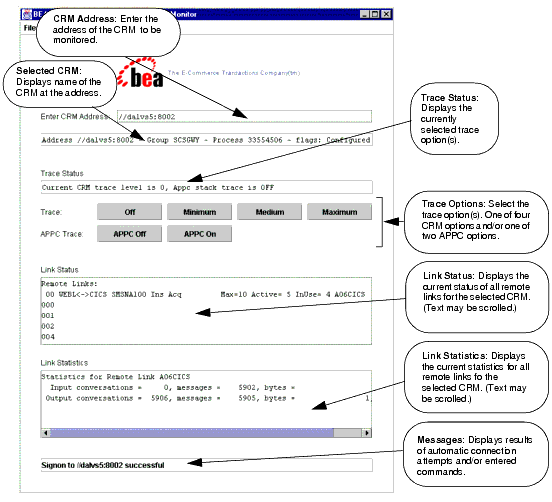 BEA
Monitor
File
CRM Address: Enter the
address of the CRM to be
monitored.
bea
The E-Commerce Transactions Company(tm)
Selected CRM:
Displays name of the
CRM at the address.
Enter CRM Address:
//dalvs5:8002
Address //dalvs5:8002 - Group SCSGWY - Process 33554506 - flags: Configured
Trace Status:
Displays the
currently
selected trace
option(s).
Trace Status
Current CRM trace level is 0, Appc stack trace is OFF
Trace:
Off
Minimum
Medium
Maximum
APPC Trace:
APPC Off
APPC On
Trace Options: Select the
trace option(s). One of four
CRM options and/or one of
two APPC options.
Link Status
Remote Links:
00 WEBL<->CICS SMSNA100 Ins Acq Max=10 Active= 5 InUse= 4 A06CICS
000
001
002
004
Link Status: Displays the
current status of all remote
links for the selected CRM.
(Text may be scrolled.)
Link Statistics
Statistics for Remote Link A06CICS
Input conversations = 0, messages = 5902, bytes =
Output conversations = 5906, messages = 5905, bytes = 1,
Link Statistics: Displays
the current statistics for all
remote links fo the
selected CRM. (Text may
be scrolled.)
Signon to //dalvs5:8002 successful
Messages: Displays results
of automatic connection
attempts and/or entered
commands.